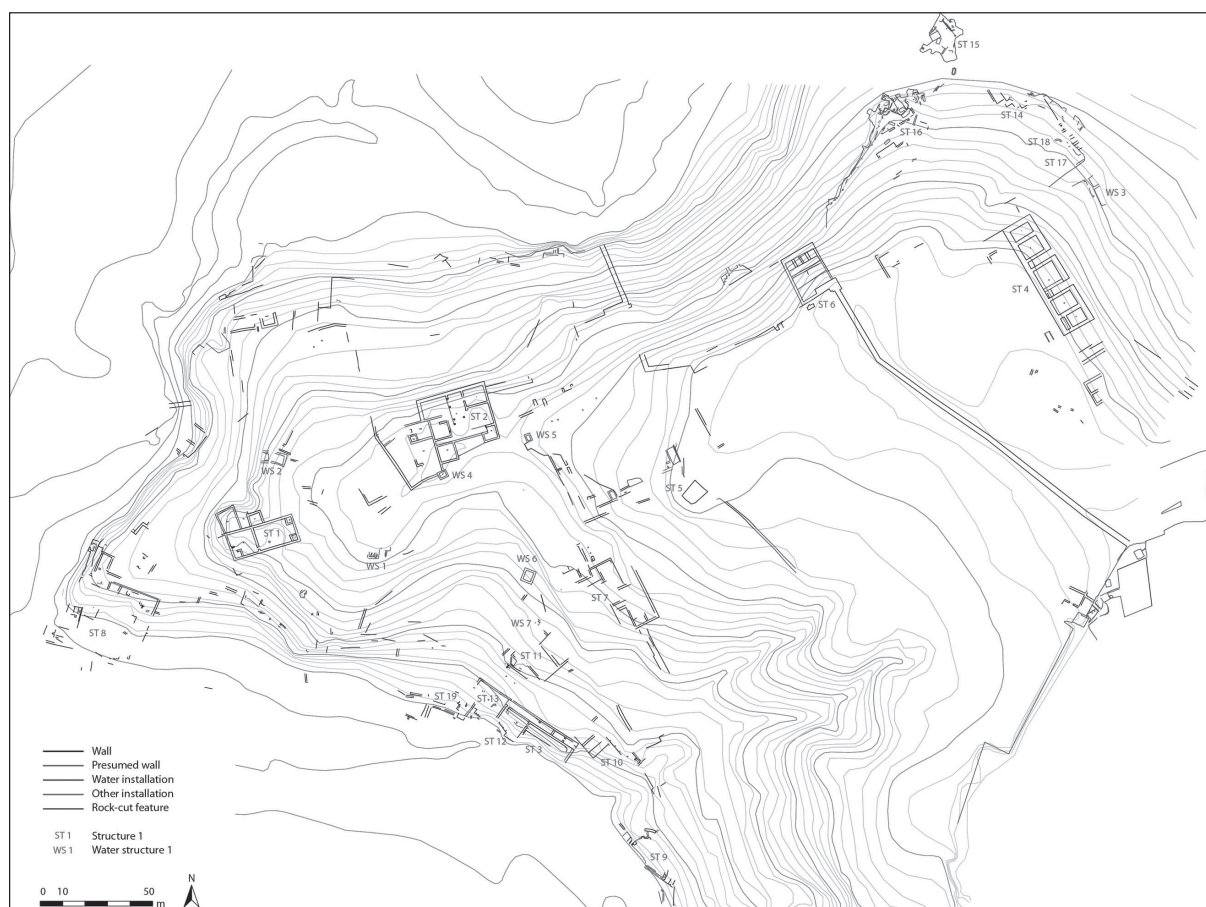 ST 15
ST 16
ST 14
ST 18
ST 17
WS 3
ST 4
ST 6
ST 2
WS 5
WS 2
WS 4
ST 5
ST 1
WS 1
WS 6
ST 7
WS 7
ST 8
ST 11
ST 19
ST 13
ST 12
ST 3
ST 10
ST 9
Wall
Presumed wall
Water installation
Other installation
Rock-cut feature
ST 1 Structure 1
WS 1 Water structure 1
0 10 50 m
N